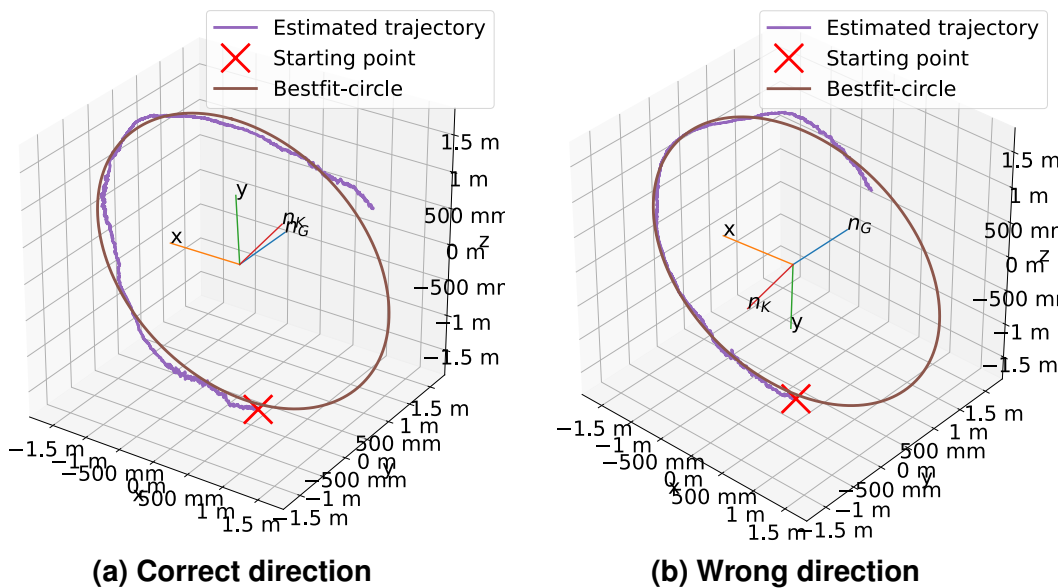 Estimated trajectory
Starting point
Bestfit-circle
1.5 m
1 m
500 mm
z
0 m
−500 mm
−1 m
−1.5 m
y
x
n_K
n_G
1.5 m
1 m
500 mm
0 m
y
−500 mm
−1 m
−1.5 m
−1.5 m
−1 m
−500 mm
x
0 m
500 mm
1 m
1.5 m
(a) Correct direction
Estimated trajectory
Starting point
Bestfit-circle
1.5 m
1 m
500 mm
z
0 m
−500 mm
−1 m
−1.5 m
x
n_G
n_K
y
1.5 m
1 m
500 mm
0 m
y
−500 mm
−1 m
−1.5 m
−1.5 m
−1 m
−500 mm
x
0 m
500 mm
1 m
1.5 m
(b) Wrong direction